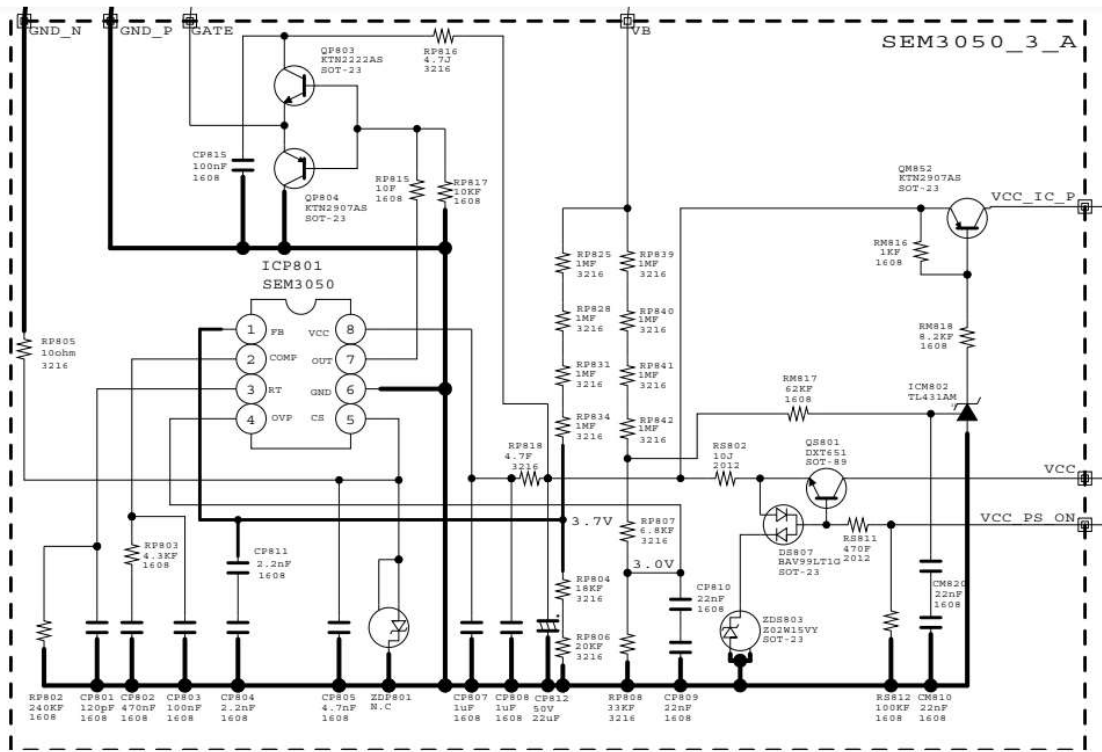 GND_N
GND_P
GATE
VB
SEM3050_3_A
QP803
KTN2222AS
SOT-23
RP816
4.7J
3216
CP815
100nF
1608
QP804
KTN2907AS
SOT-23
RP815
10F
1608
RP817
10KF
1608
QM852
KTN2907AS
SOT-23
VCC_IC_P
RM816
1KF
1608
ICP801
SEM3050
RP825
1MF
3216
RP839
1MF
3216
RP828
1MF
3216
RP840
1MF
3216
RP831
1MF
3216
RP841
1MF
3216
RP834
1MF
3216
RP842
1MF
3216
RM818
8.2KF
1608
RP805
10ohm
3216
1
FB
VCC
8
2
COMP
OUT
7
3
RT
GND
6
4
OVP
CS
5
RM817
62KF
1608
ICM802
TL431AM
RP818
4.7F
3216
RS802
10J
2012
QS801
DXT651
SOT-89
VCC
3.7V
VCC_PS_ON
RP807
6.8KF
3216
RS811
470F
2012
DS807
BAV99LT1G
SOT-23
RP803
4.3KF
1608
CP811
2.2nF
1608
3.0V
RP804
18KF
3216
CP810
22nF
1608
CM820
22nF
1608
ZDS803
Z02W15VY
SOT-23
RP806
20KF
3216
RP802
240KF
1608
CP801
120pF
1608
CP802
470nF
1608
CP803
100nF
1608
CP804
2.2nF
1608
CP805
4.7nF
1608
ZDP801
N.C
CP807
1uF
1608
CP808
1uF
1608
CP812
50V
22uF
RP808
33KF
3216
CP809
22nF
1608
RS812
100KF
1608
CM810
22nF
1608